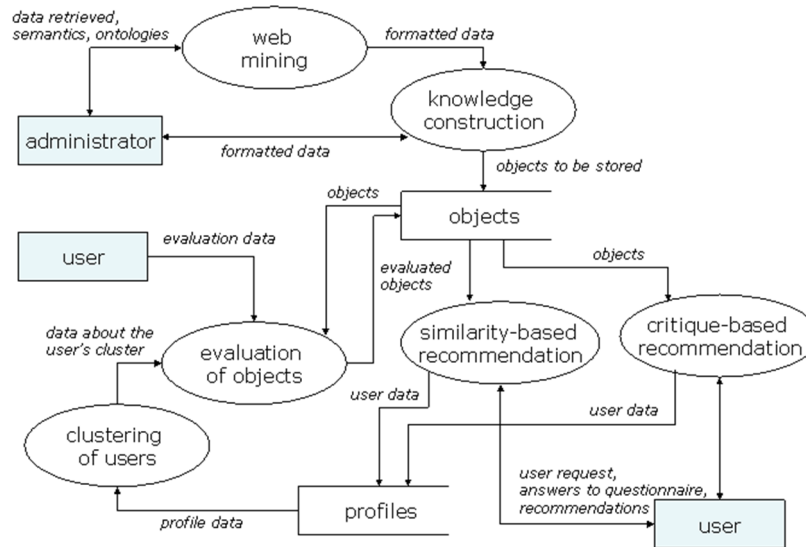 data retrieved,
semantics, ontologies
web
mining
formatted data
knowledge
construction
administrator
formatted data
objects to be stored
objects
objects
user
evaluation data
objects
evaluated
objects
data about the
user's cluster
evaluation
of objects
similarity-based
recommendation
critique-based
recommendation
user data
user data
clustering
of users
user request,
answers to questionnaire,
recommendations
profile data
profiles
user